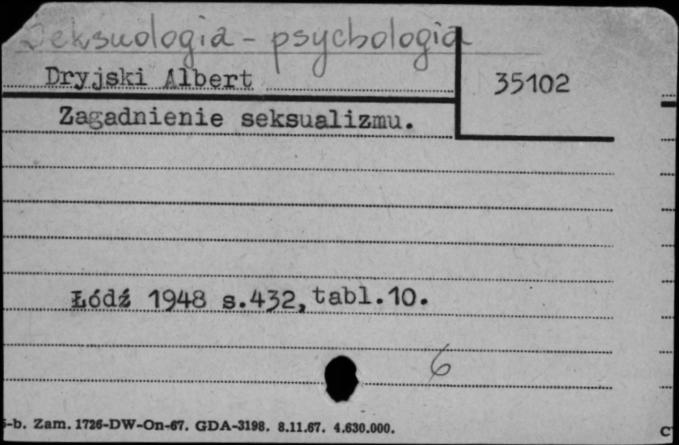 Seksuologia - psychologia
Dryjski Albert
35102
Zagadnienie seksualizmu.
Łódź 1948 s.432, tabl.10.
6
-b. Zam. 1726-DW-On-67. GDA-3198. 8.11.67. 4.630.000.